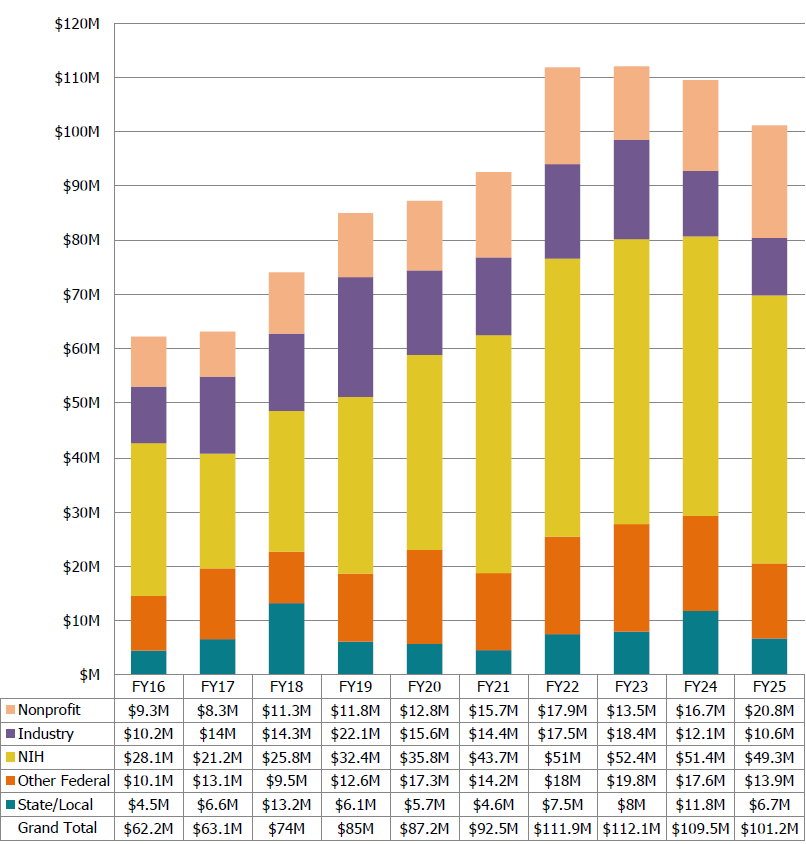 $120M
$110M
$100M
$90M
$80M
$70M
$60M
$50M
$40M
$30M
$20M
$10M
$M
FY16 FY17 FY18 FY19 FY20 FY21 FY22 FY23 FY24 FY25
Nonprofit $9.3M $8.3M $11.3M $11.8M $12.8M $15.7M $17.9M $13.5M $16.7M $20.8M
Industry $10.2M $14M $14.3M $22.1M $15.6M $14.4M $17.5M $18.4M $12.1M $10.6M
NIH $28.1M $21.2M $25.8M $32.4M $35.8M $43.7M $51M $52.4M $51.4M $49.3M
Other Federal $10.1M $13.1M $9.5M $12.6M $17.3M $14.2M $18M $19.8M $17.6M $13.9M
State/Local $4.5M $6.6M $13.2M $6.1M $5.7M $4.6M $7.5M $8M $11.8M $6.7M
Grand Total $62.2M $63.1M $74M $85M $87.2M $92.5M $111.9M $112.1M $109.5M $101.2M